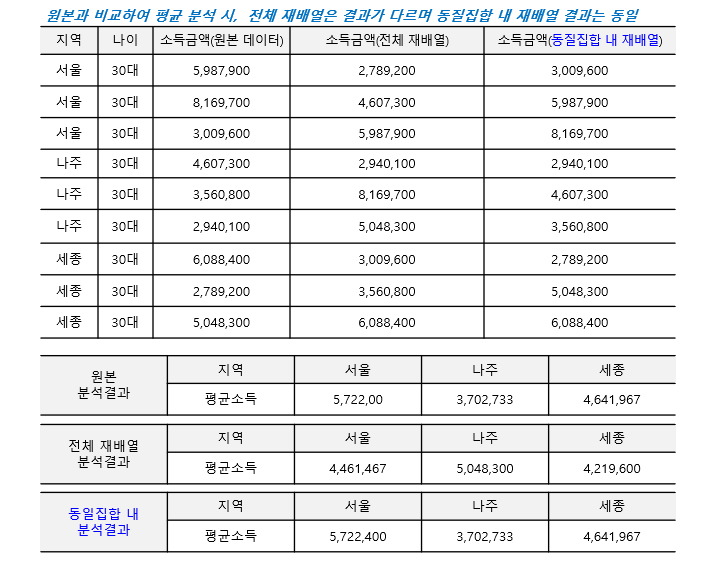 원본과 비교하여 평균 분석 시, 전체 재배열은 결과가 다르며 동질집합 내 재배열 결과는 동일
지역 나이 소득금액(원본 데이터) 소득금액(전체 재배열) 소득금액(동질집합 내 재배열)
서울 30대 5,987,900 2,789,200 3,009,600
서울 30대 8,169,700 4,607,300 5,987,900
서울 30대 3,009,600 5,987,900 8,169,700
나주 30대 4,607,300 2,940,100 2,940,100
나주 30대 3,560,800 8,169,700 4,607,300
나주 30대 2,940,100 5,048,300 3,560,800
세종 30대 6,088,400 3,009,600 2,789,200
세종 30대 2,789,200 3,560,800 5,048,300
세종 30대 5,048,300 6,088,400 6,088,400
원본
분석결과
지역 서울 나주 세종
평균소득 5,722,00 3,702,733 4,641,967
전체 재배열
분석결과
지역 서울 나주 세종
평균소득 4,461,467 5,048,300 4,219,600
동일집합 내
분석결과
지역 서울 나주 세종
평균소득 5,722,400 3,702,733 4,641,967